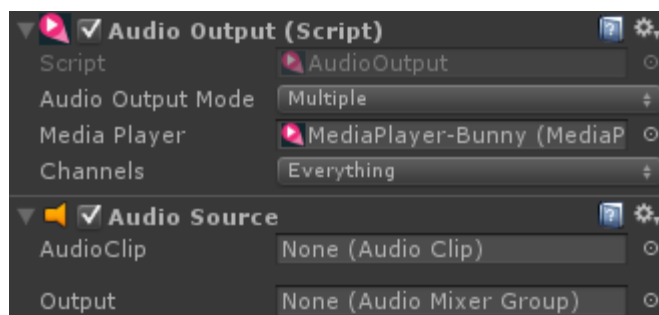 Audio Output (Script)
Script AudioOutput
Audio Output Mode Multiple
Media Player MediaPlayer-Bunny (MediaP
Channels Everything
Audio Source
AudioClip None (Audio Clip)
Output None (Audio Mixer Group)